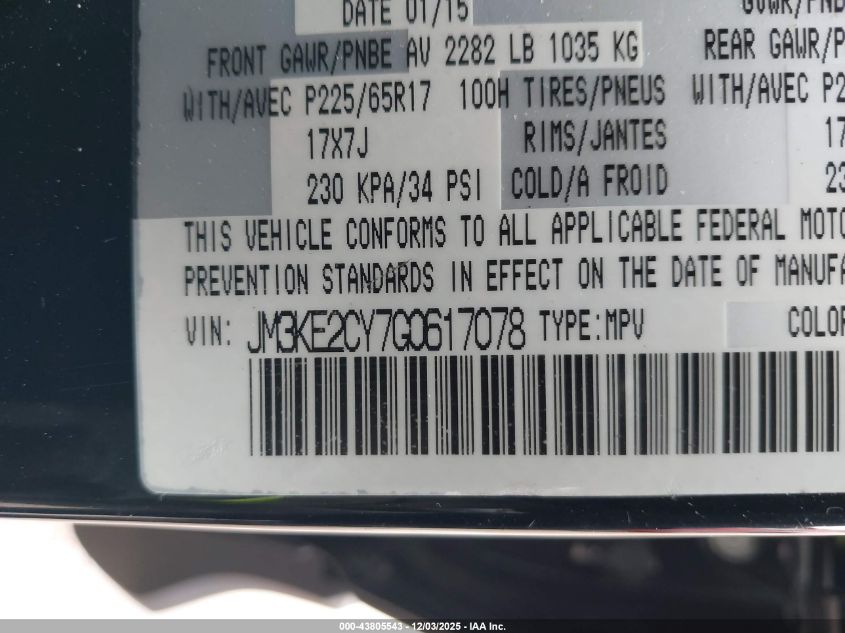 DATE 01/15
FRONT GAWR/PNBE AV 2282 LB 1035 KG REAR GAWR/P
WITH/AVEC P225/65R17 100H TIRES/PNEUS WITH/AVEC P2
17X7J RIMS/JANTES 17
230 KPA/34 PSI COLD/A FROID 23
THIS VEHICLE CONFORMS TO ALL APPLICABLE FEDERAL MOTO
PREVENTION STANDARDS IN EFFECT ON THE DATE OF MANUFA
VIN: JM3KE2CY7G0617078 TYPE:MPV COLOR
000-43805543 - 12/03/2025 - IAA Inc.